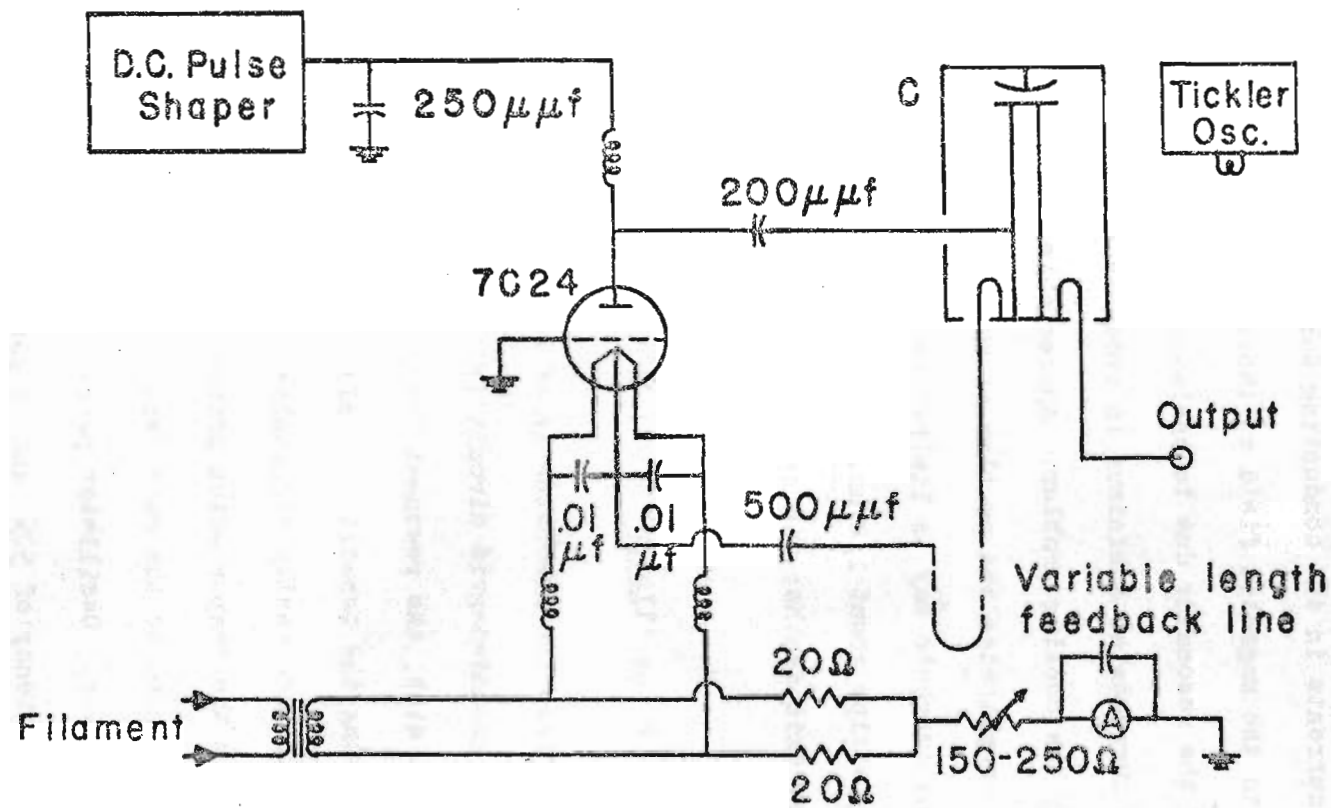 D.C. Pulse
Shaper
250μμf
C
Tickler
Osc.
200μμf
7C24
Output
.01
μf
.01
μf
500μμf
Variable length
feedback line
20Ω
Filament
A
150-250Ω
20Ω